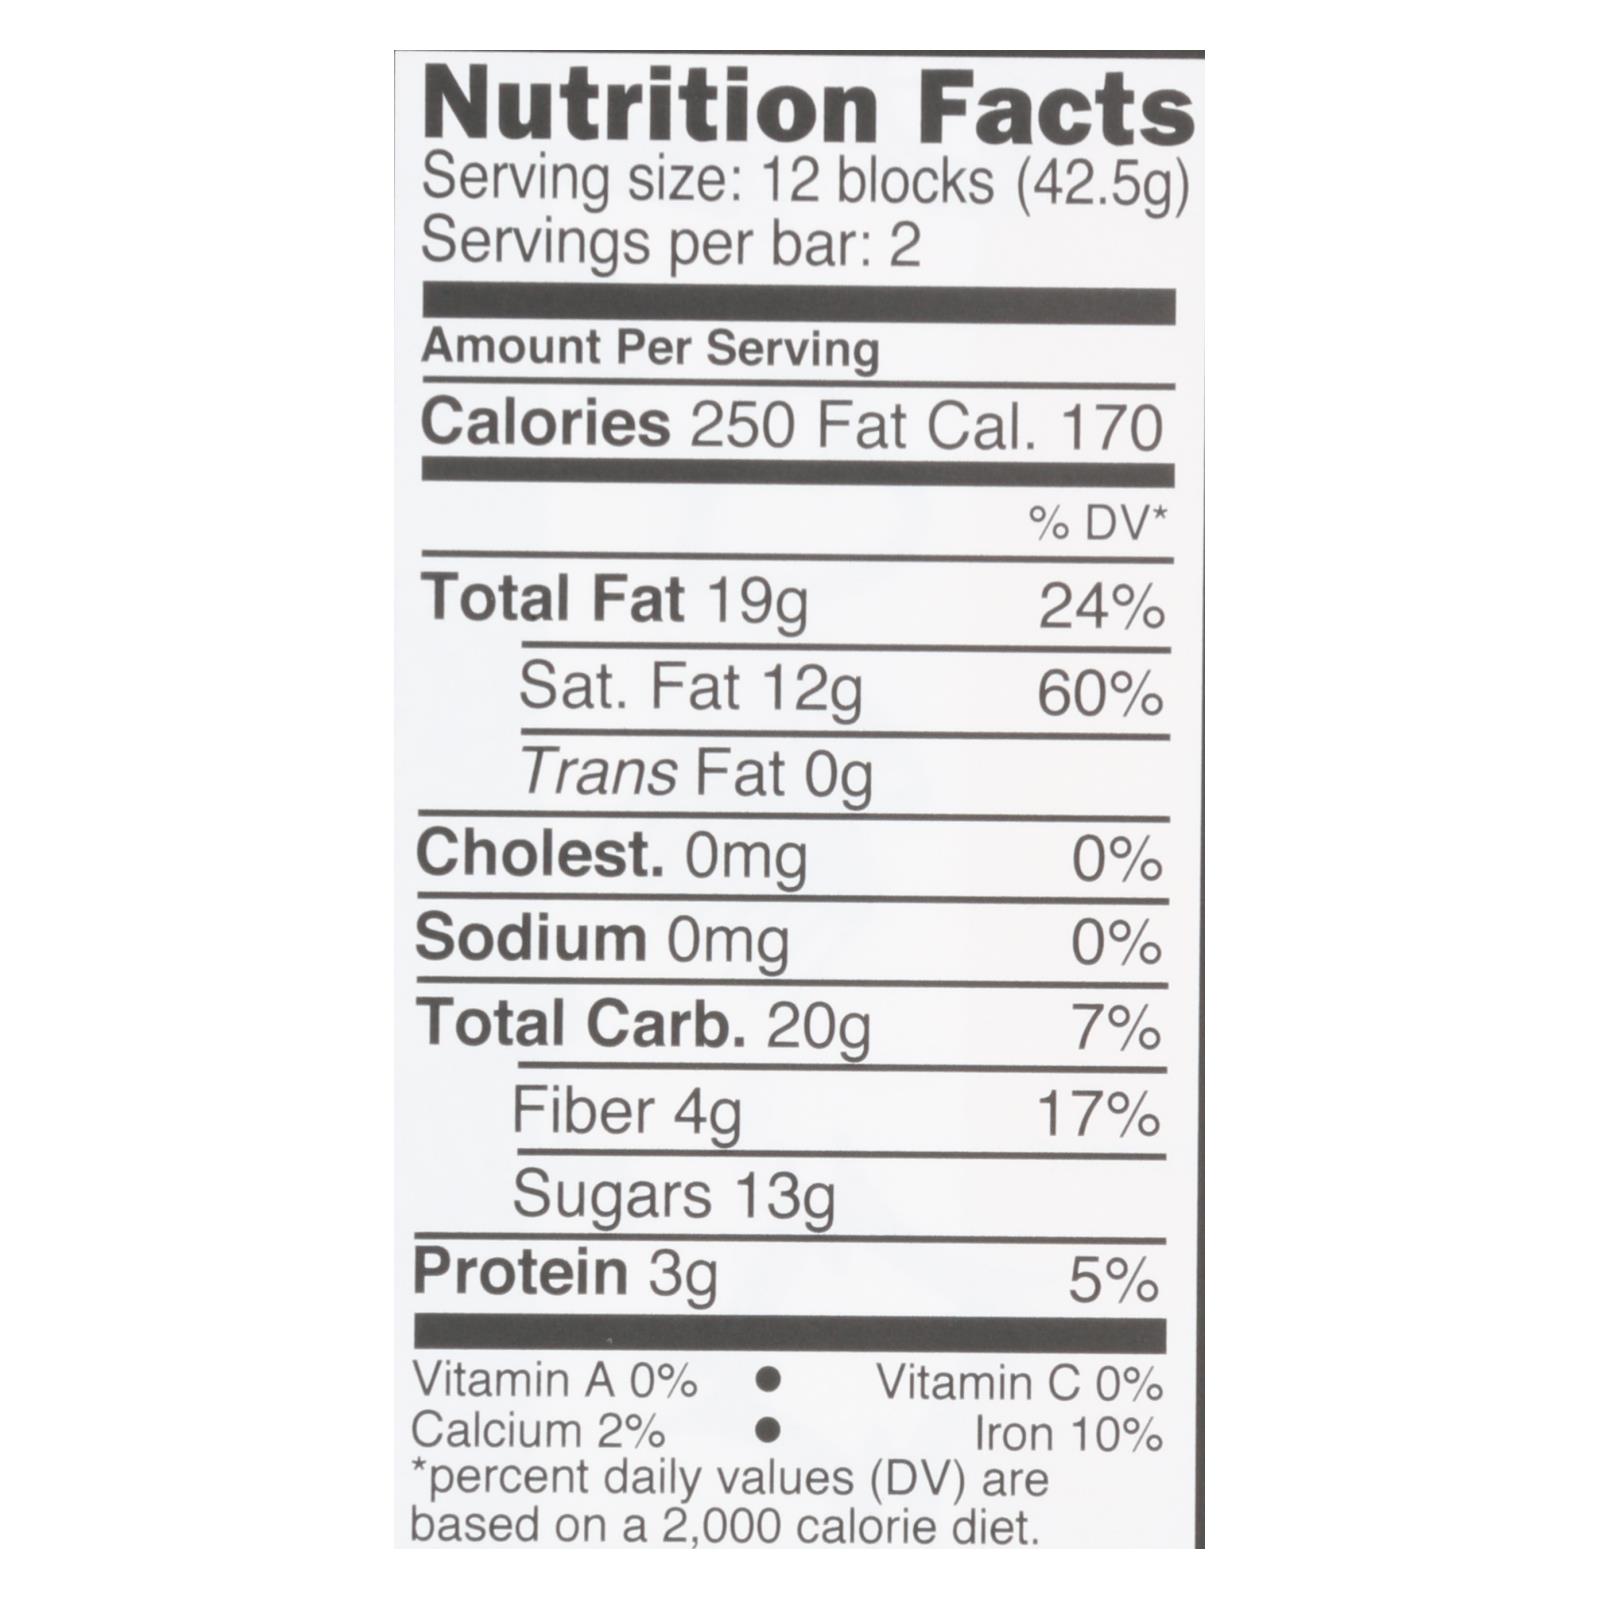 Nutrition Facts
Serving size: 12 blocks (42.5g)
Servings per bar: 2
Amount Per Serving
Calories 250 Fat Cal. 170
% DV*
Total Fat 19g 24%
Sat. Fat 12g 60%
Trans Fat 0g
Cholest. 0mg 0%
Sodium 0mg 0%
Total Carb. 20g 7%
Fiber 4g 17%
Sugars 13g
Protein 3g 5%
Vitamin A 0% ● Vitamin C 0%
Calcium 2% ● Iron 10%
*percent daily values (DV) are
based on a 2,000 calorie diet.